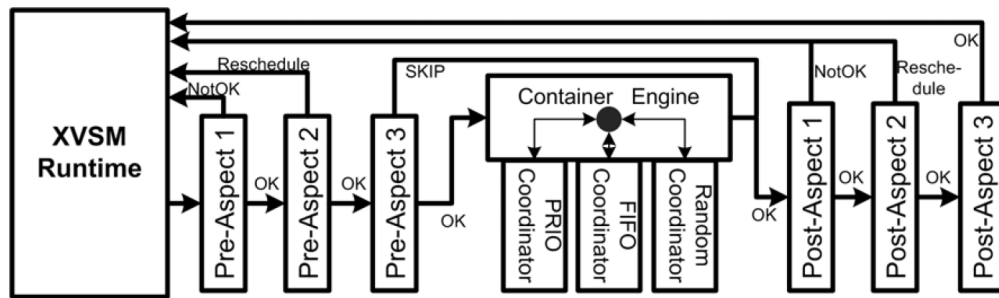 XVSM
Runtime
NotOK
Reschedule
SKIP
Pre-Aspect 1
OK
Pre-Aspect 2
OK
Pre-Aspect 3
OK
Container Engine
PRIO
Coordinator
FIFO
Coordinator
Random
Coordinator
OK
NotOK
Resche-
dule
OK
Post-Aspect 1
OK
Post-Aspect 2
OK
Post-Aspect 3